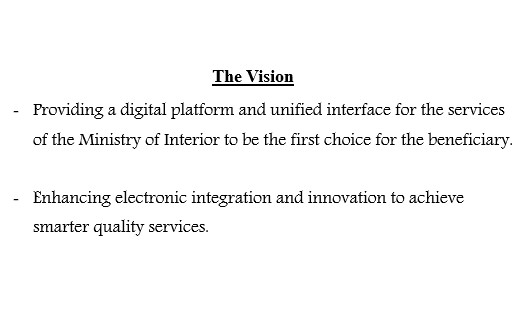 The Vision
- Providing a digital platform and unified interface for the services
of the Ministry of Interior to be the first choice for the beneficiary.
- Enhancing electronic integration and innovation to achieve
smarter quality services.